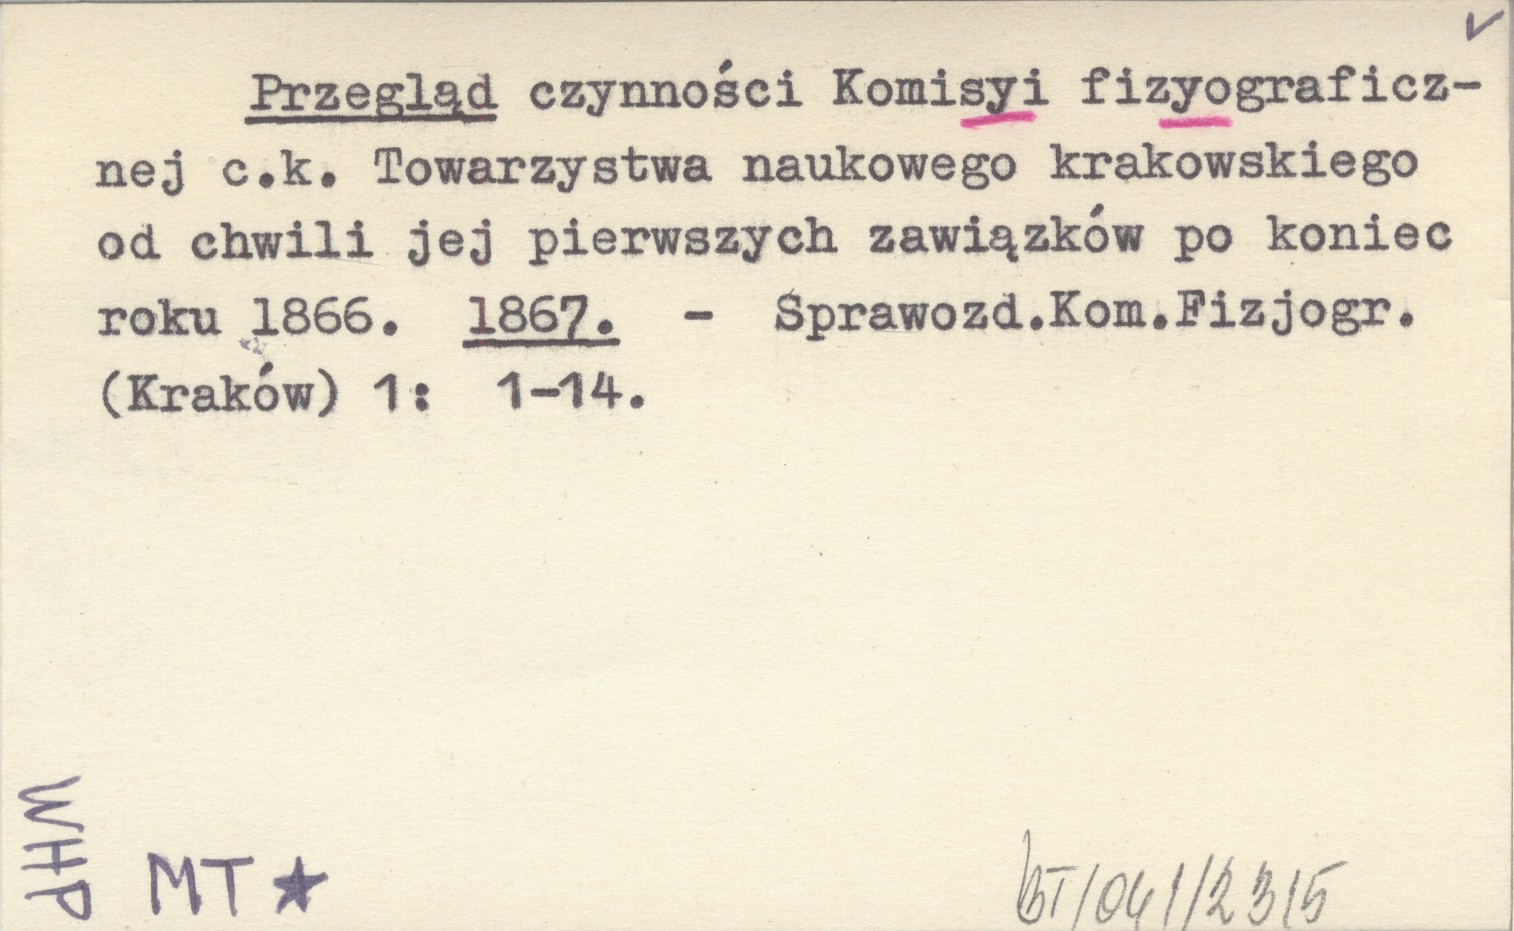 Przegląd czynności Komisyi fizyograficz-
nej c.k. Towarzystwa naukowego krakowskiego
od chwili jej pierwszych zawiązków po koniec
roku 1866. 1867. - Sprawozd.Kom.Fizjogr.
(Kraków) 1: 1-14.
WHP
MT ★
BT/041/2315